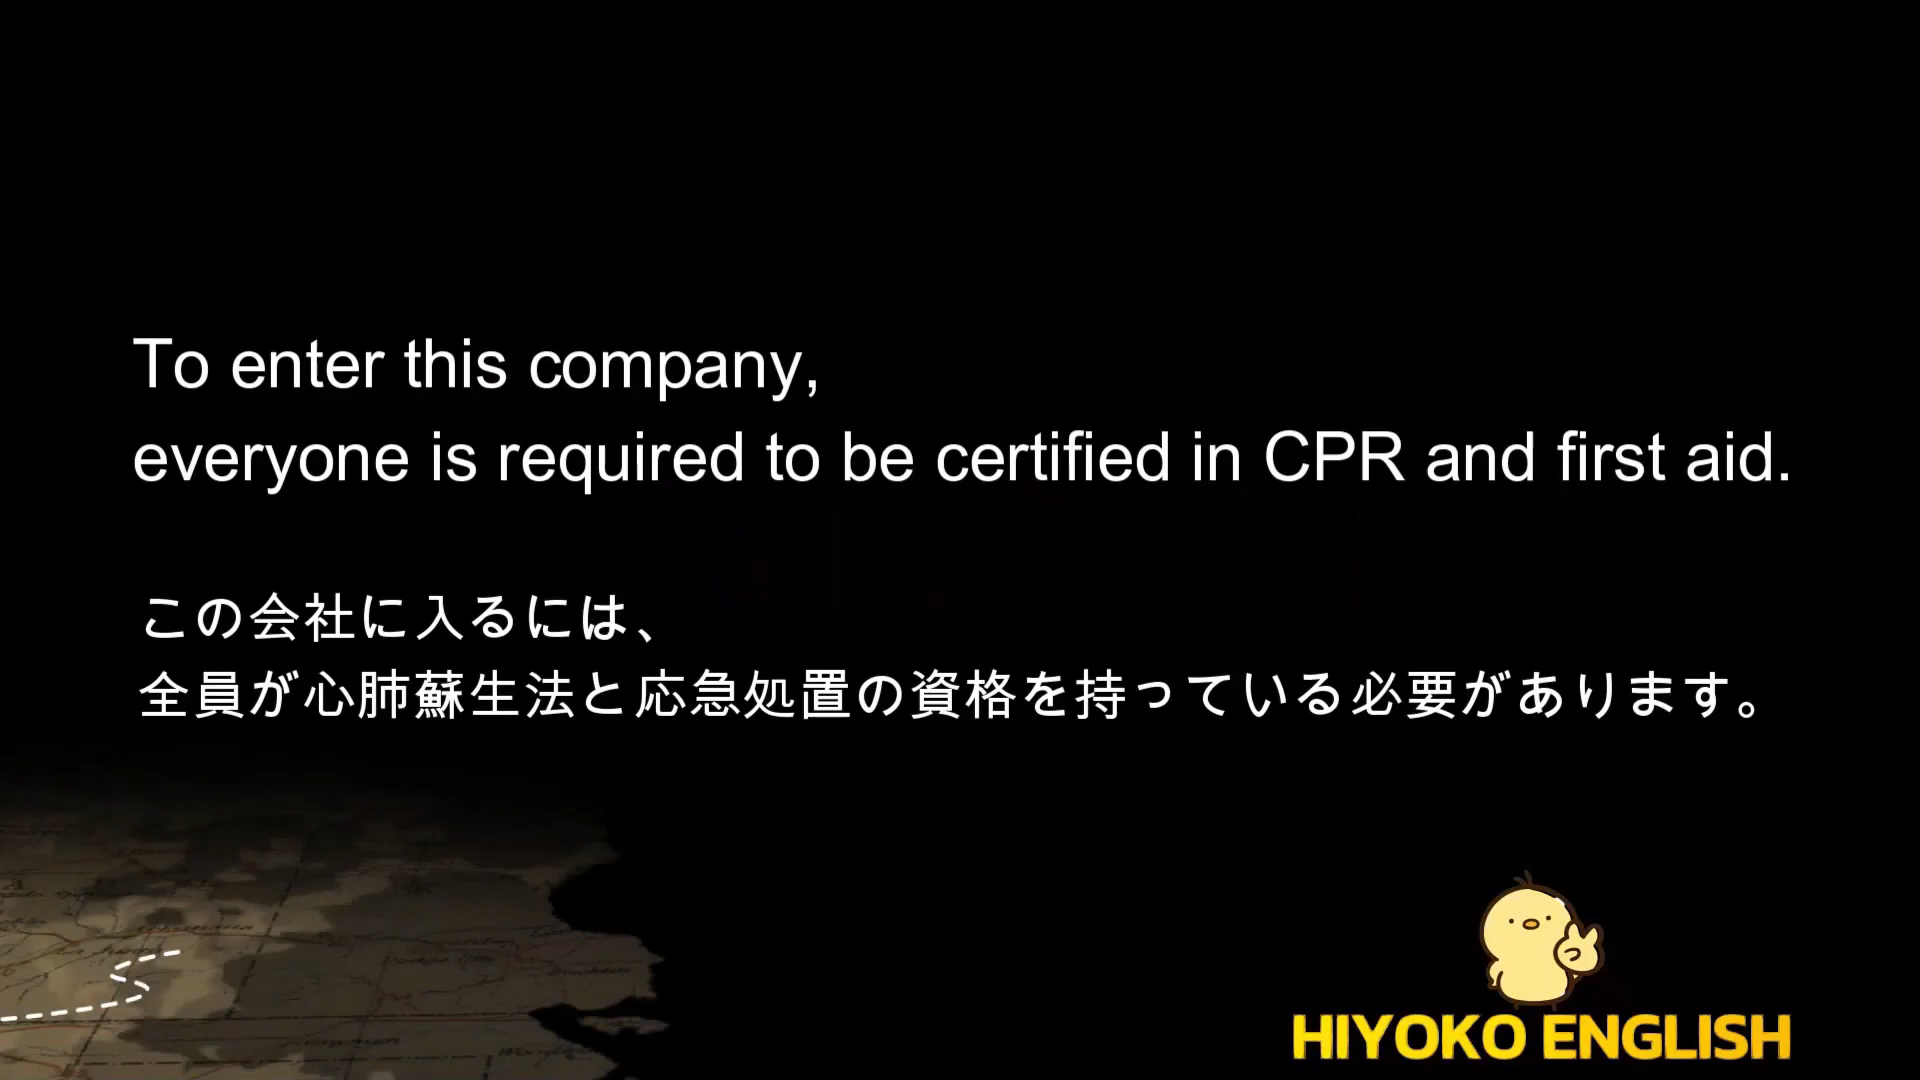 To enter this company,
everyone is required to be certified in CPR and first aid.
この会社に入るには、
全員が心肺蘇生法と応急処置の資格を持っている必要があります。
HIYOKO ENGLISH